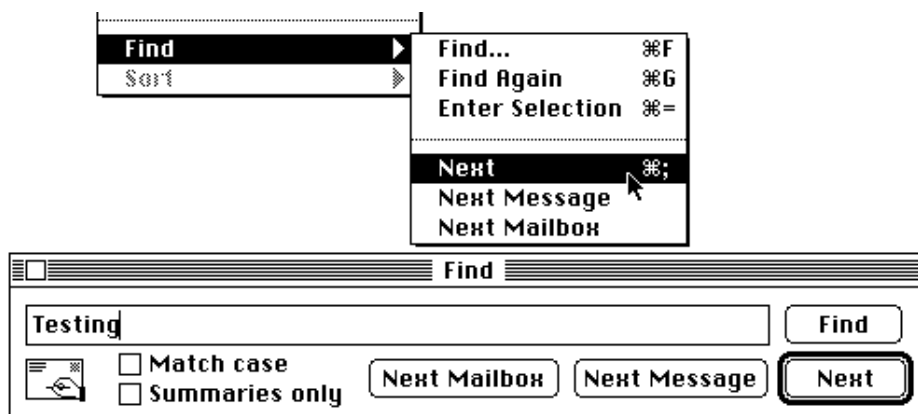 Find
Sort
Find... ⌘F
Find Again ⌘G
Enter Selection ⌘=
Next ⌘;
Next Message
Next Mailbox
Find
Testing
Find
Match case
Summaries only
Next Mailbox
Next Message
Next